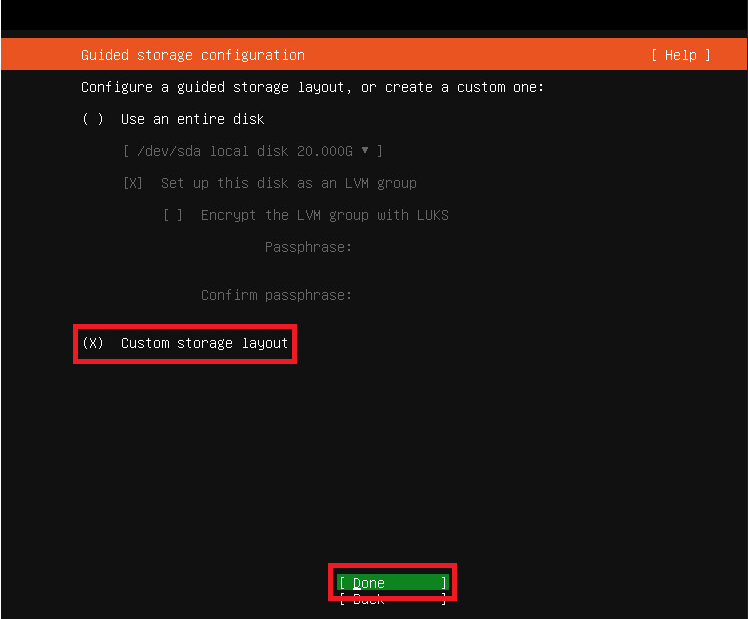 Guided storage configuration [ Help ]
Configure a guided storage layout, or create a custom one:
( ) Use an entire disk
[ /dev/sda local disk 20.000G ▾ ]
[X] Set up this disk as an LVM group
[ ] Encrypt the LVM group with LUKS
Passphrase:
Confirm passphrase:
(X) Custom storage layout
[ Done ]
[ Back ]